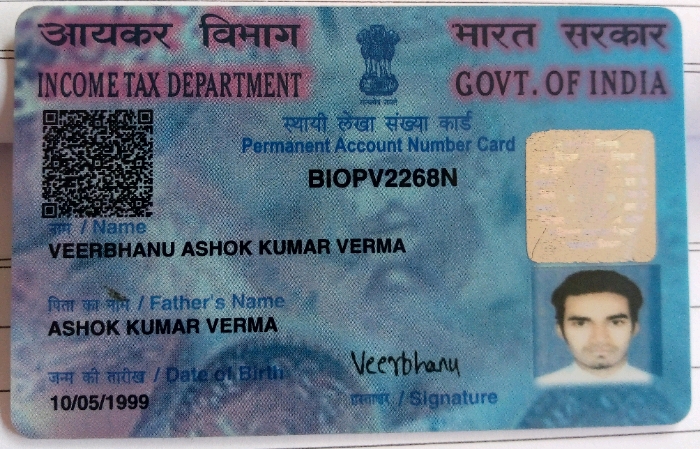 आयकर विभाग
भारत सरकार
INCOME TAX DEPARTMENT
GOVT. OF INDIA
सत्यमेव जयते
स्थायी लेखा संख्या कार्ड
Permanent Account Number Card
BIOPV2268N
नाम / Name
VEERBHANU ASHOK KUMAR VERMA
पिता का नाम / Father's Name
ASHOK KUMAR VERMA
जन्म की तारीख / Date of Birth
10/05/1999
Veerbhanu
हस्ताक्षर / Signature